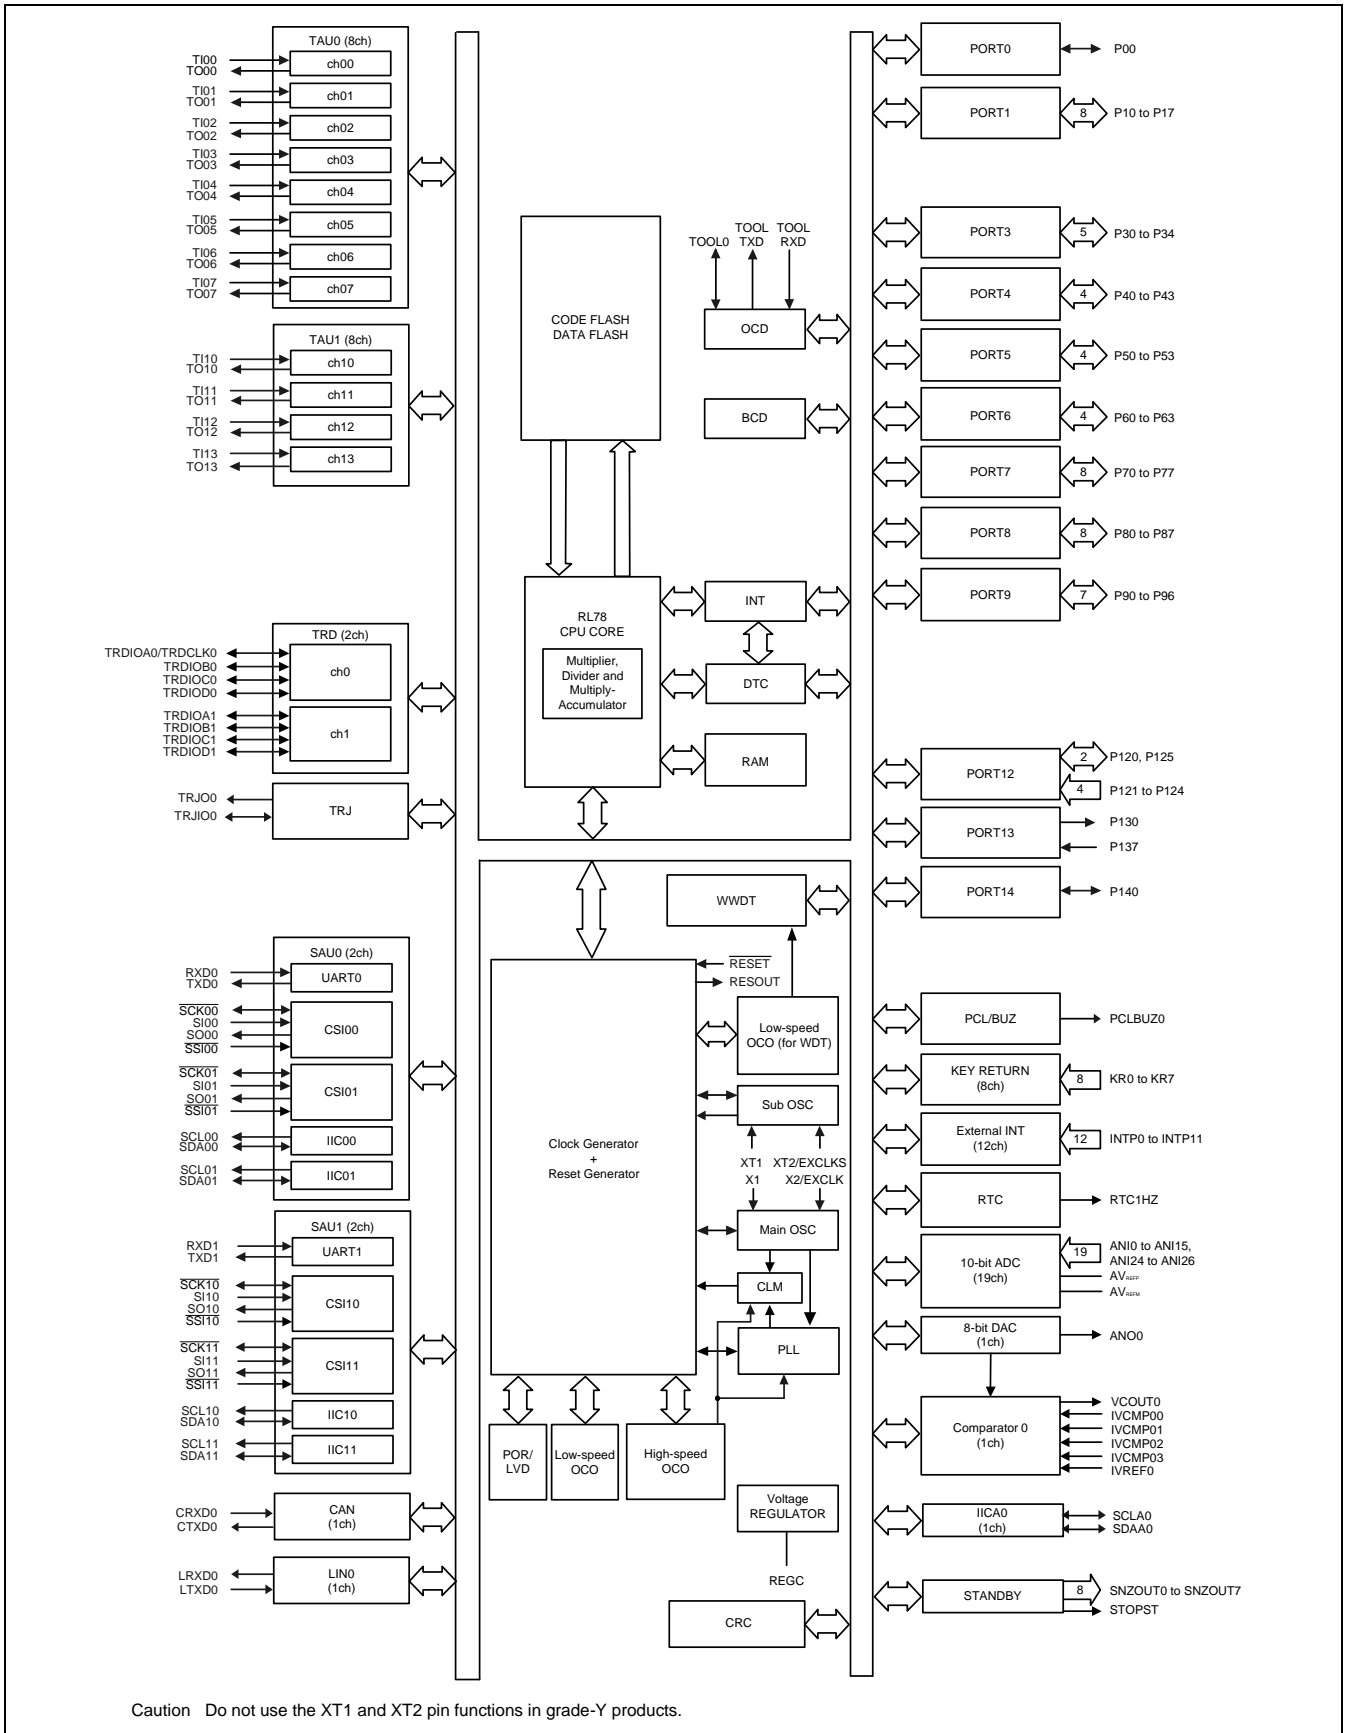 TAU0 (8ch)
TI00
TO00
ch00
TI01
TO01
ch01
TI02
TO02
ch02
TI03
TO03
ch03
TI04
TO04
ch04
TI05
TO05
ch05
TI06
TO06
ch06
TI07
TO07
ch07
TAU1 (8ch)
TI10
TO10
ch10
TI11
TO11
ch11
TI12
TO12
ch12
TI13
TO13
ch13
TRD (2ch)
TRDIOA0/TRDCLK0
TRDIOB0
TRDIOC0
TRDIOD0
ch0
TRDIOA1
TRDIOB1
TRDIOC1
TRDIOD1
ch1
TRJO0
TRJIO0
TRJ
SAU0 (2ch)
RXD0
TXD0
UART0
SCK00
SI00
SO00
SSI00
CSI00
SCK01
SI01
SO01
SSI01
CSI01
SCL00
SDA00
IIC00
SCL01
SDA01
IIC01
SAU1 (2ch)
RXD1
TXD1
UART1
SCK10
SI10
SO10
SSI10
CSI10
SCK11
SI11
SO11
SSI11
CSI11
SCL10
SDA10
IIC10
SCL11
SDA11
IIC11
CRXD0
CTXD0
CAN
(1ch)
LRXD0
LTXD0
LIN0
(1ch)
CODE FLASH
DATA FLASH
TOOL0
TOOL
TXD
TOOL
RXD
OCD
BCD
RL78
CPU CORE
Multiplier,
Divider and
Multiply-
Accumulator
INT
DTC
RAM
WWDT
RESET
RESOUT
Low-speed
OCO (for WDT)
Clock Generator
+
Reset Generator
Sub OSC
XT1
XT2/EXCLKS
X1
X2/EXCLK
Main OSC
CLM
PLL
POR/
LVD
Low-speed
OCO
High-speed
OCO
Voltage
REGULATOR
REGC
CRC
PORT0
P00
PORT1
8
P10 to P17
PORT3
5
P30 to P34
PORT4
4
P40 to P43
PORT5
4
P50 to P53
PORT6
4
P60 to P63
PORT7
8
P70 to P77
PORT8
8
P80 to P87
PORT9
7
P90 to P96
PORT12
2
P120, P125
4
P121 to P124
PORT13
P130
P137
PORT14
P140
PCL/BUZ
PCLBUZ0
KEY RETURN
(8ch)
8
KR0 to KR7
External INT
(12ch)
12
INTP0 to INTP11
RTC
RTC1HZ
10-bit ADC
(19ch)
19
ANI0 to ANI15,
ANI24 to ANI26
AVREFP
AVREFM
8-bit DAC
(1ch)
ANO0
Comparator 0
(1ch)
VCOUT0
IVCMP00
IVCMP01
IVCMP02
IVCMP03
IVREF0
IICA0
(1ch)
SCLA0
SDAA0
STANDBY
8
SNZOUT0 to SNZOUT7
STOPST
Caution Do not use the XT1 and XT2 pin functions in grade-Y products.